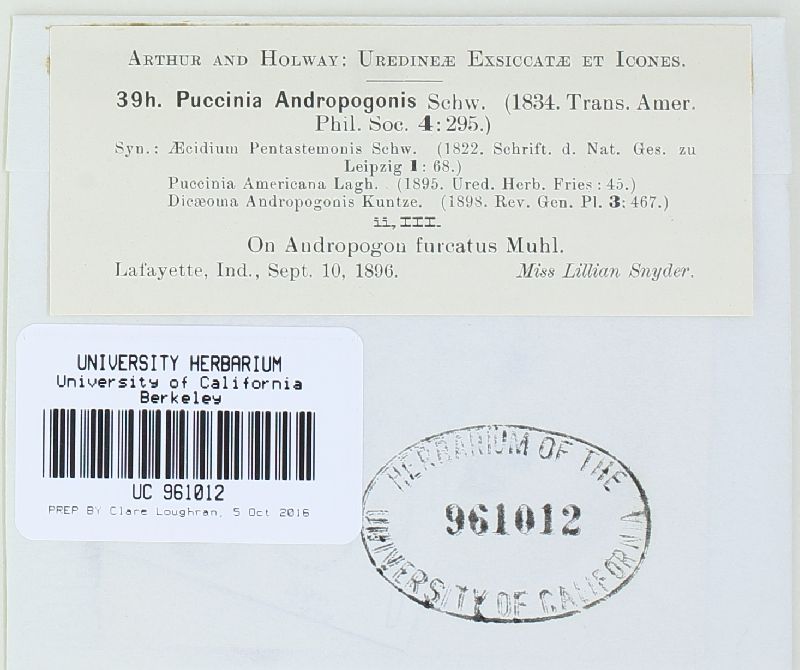 ARTHUR AND HOLWAY: UREDINEÆ EXSICCATÆ ET ICONES.
39h. Puccinia Andropogonis Schw. (1834. Trans. Amer.
Phil. Soc. 4: 295.)
Syn.: Æcidium Pentastemonis Schw. (1822. Schrift. d. Nat. Ges. zu
Leipzig 1: 68.)
Puccinia Americana Lagh. (1895. Ured. Herb. Fries: 45.)
Dicæoma Andropogonis Kuntze. (1898. Rev. Gen. Pl. 3: 467.)
ii, III.
On Andropogon furcatus Muhl.
Lafayette, Ind., Sept. 10, 1896. Miss Lillian Snyder.
UNIVERSITY HERBARIUM
University of California
Berkeley
UC 961012
PREP BY Clare Loughran, 5 Oct 2016
HERBARIUM OF THE
961012
UNIVERSITY OF CALIFORNIA